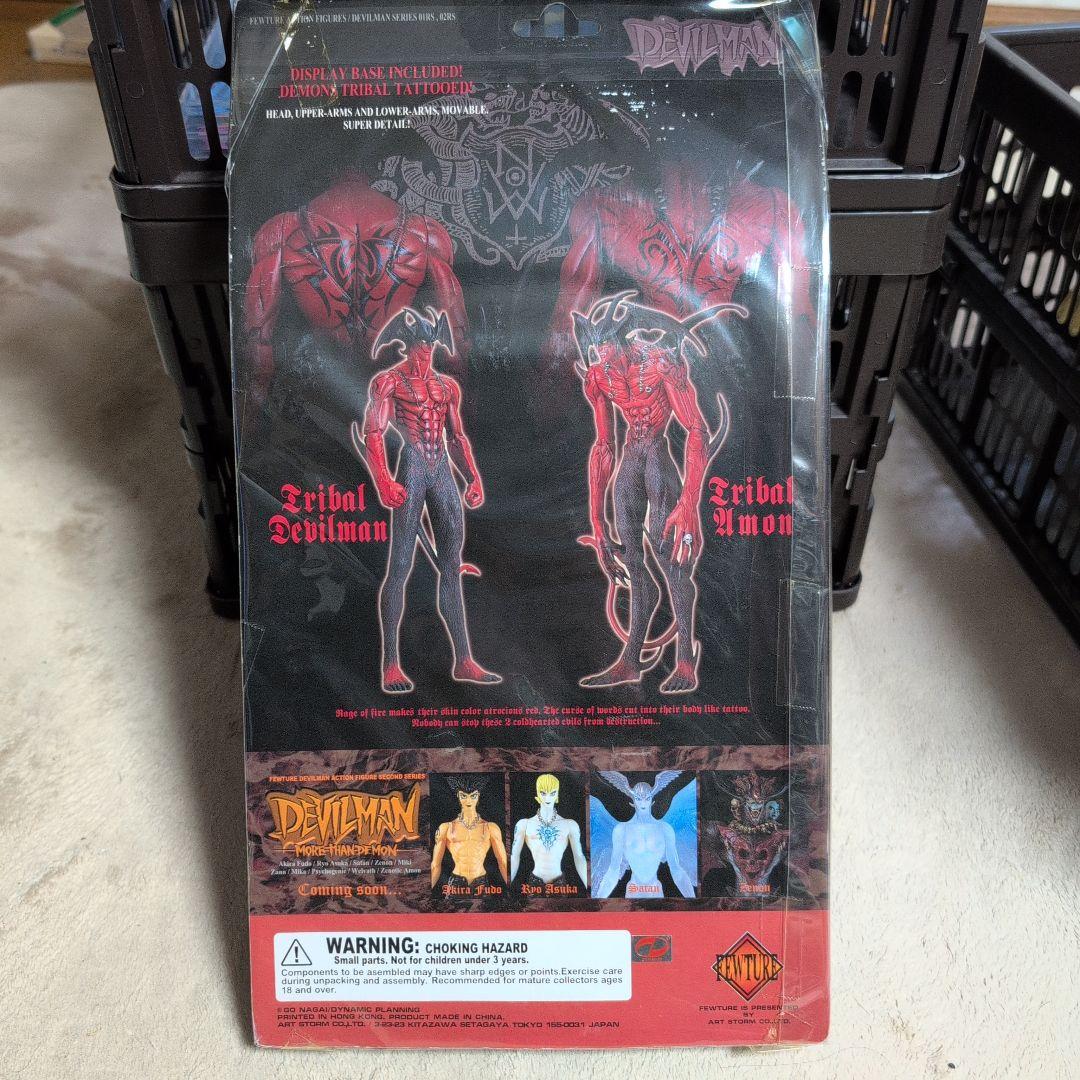 FEWTURE ACTION FIGURES / DEVILMAN SERIES 01RS , 02RS
DEVILMAN
DISPLAY BASE INCLUDED!
DEMONS TRIBAL TATTOOED!
HEAD, UPPER-ARMS AND LOWER-ARMS, MOVABLE.
SUPER DETAIL!
Tribal
Devilman
Tribal
Amon
Rage of fire makes their skin color atrocious red. The curse of words cut into their body like tattoo.
Nobody can stop these 2 coldhearted evils from destruction...
FEWTURE DEVILMAN ACTION FIGURE SECOND SERIES
DEVILMAN
MORE THAN DEMON
Akira Fudo / Ryo Asuka / Satan / Zenon / Miki
Zann / Miko / Psychogenie / Welvath / Zenotic Amon
Coming soon...
Akira Fudo
Ryo Asuka
Satan
Zenon
WARNING: CHOKING HAZARD
Small parts. Not for children under 3 years.
Components to be asembled may have sharp edges or points.Exercise care
during unpacking and assembly. Recommended for mature collectors ages
18 and over.
©GO NAGAI/DYNAMIC PLANNING
PRINTED IN HONG KONG. PRODUCT MADE IN CHINA.
ART STORM CO.,LTD. / 3-23-23 KITAZAWA SETAGAYA TOKYO 155-0031 JAPAN
FEWTURE
FEWTURE IS PRESENTED
BY
ART STORM CO.,LTD.